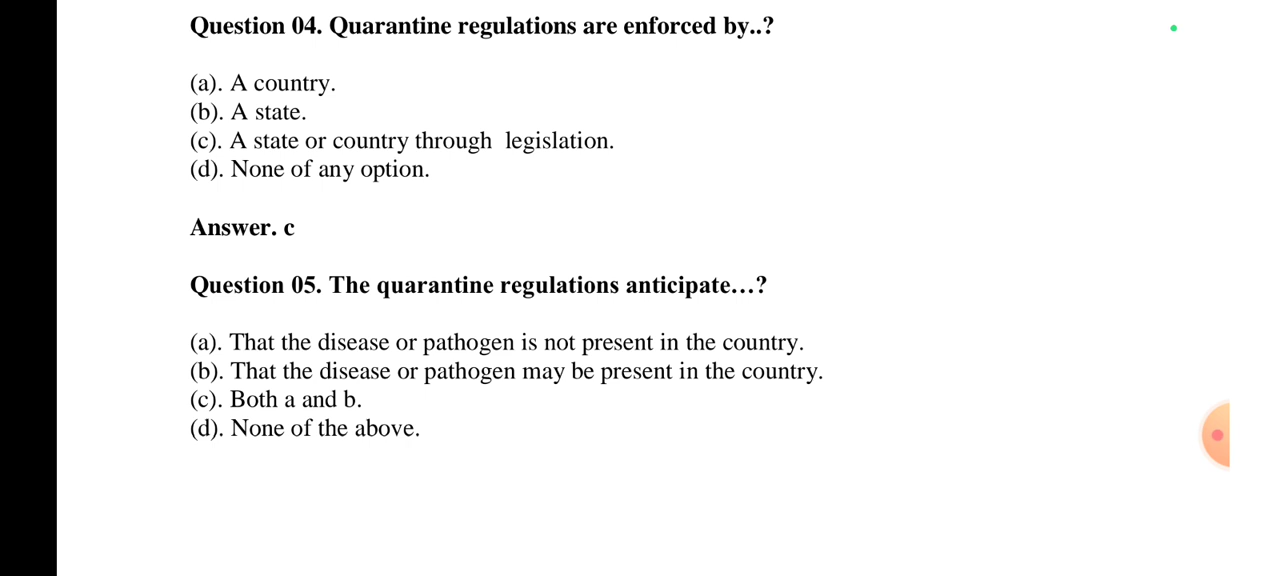 Question 04. Quarantine regulations are enforced by..?
(a). A country.
(b). A state.
(c). A state or country through  legislation.
(d). None of any option.
Answer. c
Question 05. The quarantine regulations anticipate…?
(a). That the disease or pathogen is not present in the country.
(b). That the disease or pathogen may be present in the country.
(c). Both a and b.
(d). None of the above.